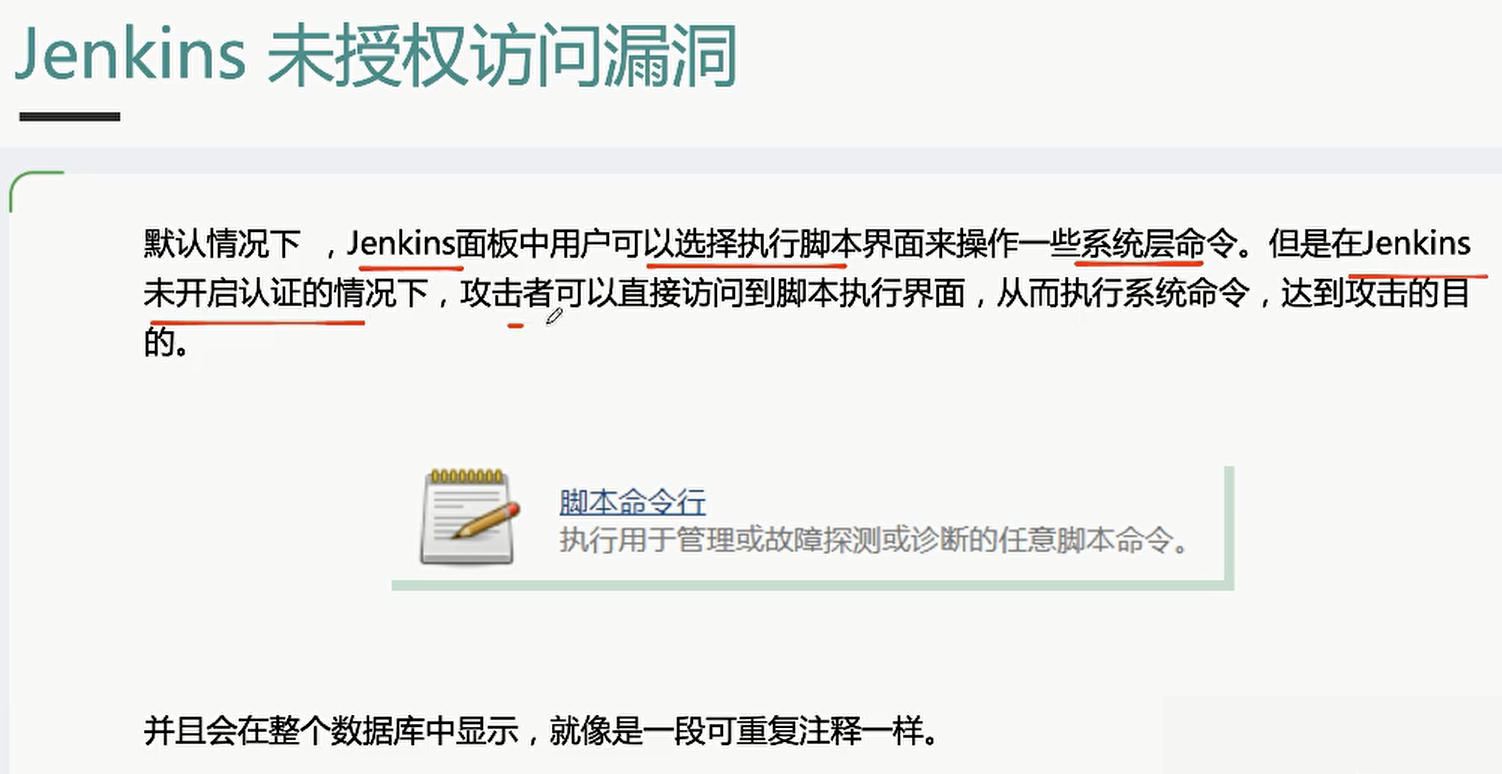 Jenkins 未授权访问漏洞
默认情况下 ，Jenkins面板中用户可以选择执行脚本界面来操作一些系统层命令。但是在Jenkins
未开启认证的情况下，攻击者可以直接访问到脚本执行界面，从而执行系统命令，达到攻击的目
的。
脚本命令行
执行用于管理或故障探测或诊断的任意脚本命令。
并且会在整个数据库中显示，就像是一段可重复注释一样。